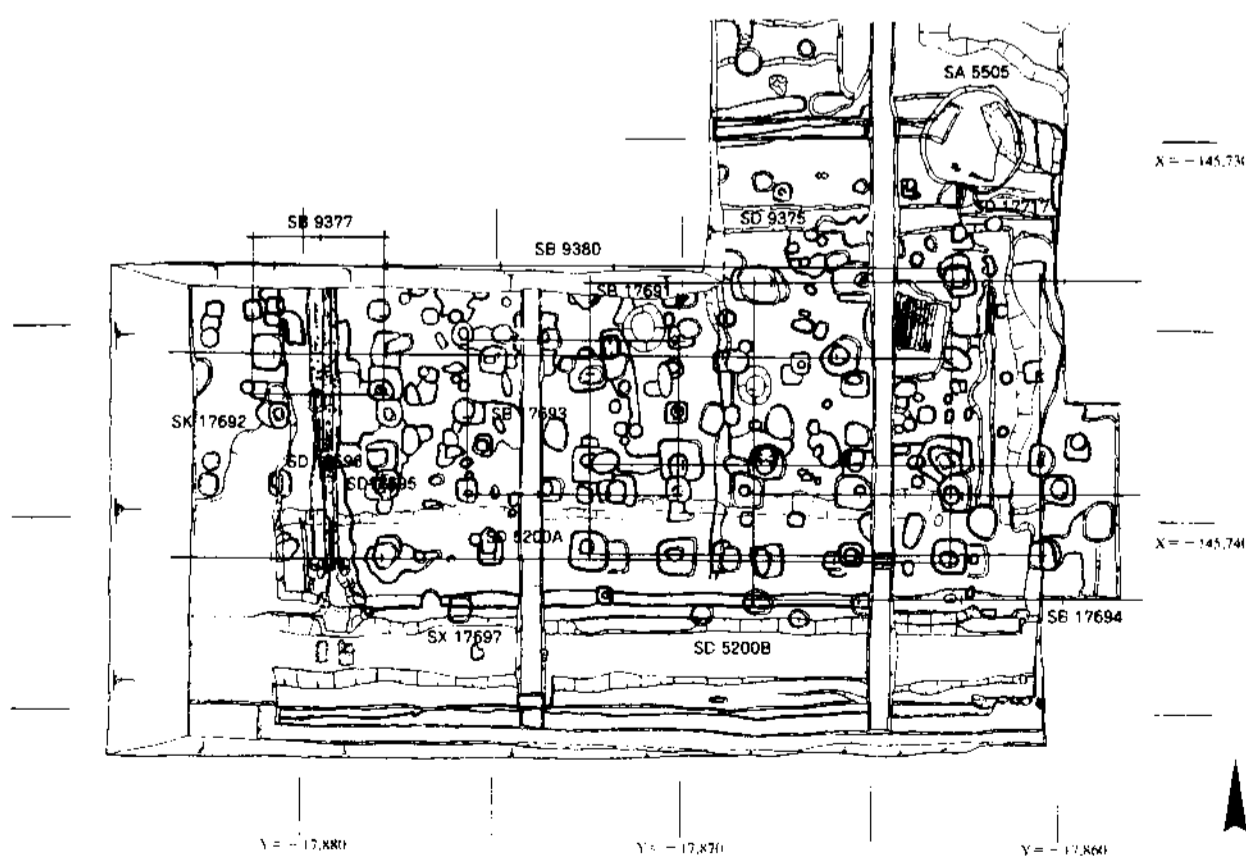 SA 5505
X = −145,730
SD 9375
SB 9377
SB 9380
SB 17691
SK 17692
SB 17693
SD 5200A
X = −145,740
SX 17697
SD 5200B
SB 17694
Y = −17,880
Y = −17,870
Y = −17,860